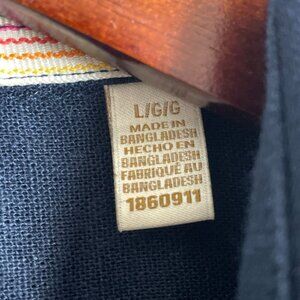 L/G/G
MADE IN
BANGLADESH
HECHO EN
BANGLADESH
FABRIQUÉ AU
BANGLADESH
1860911